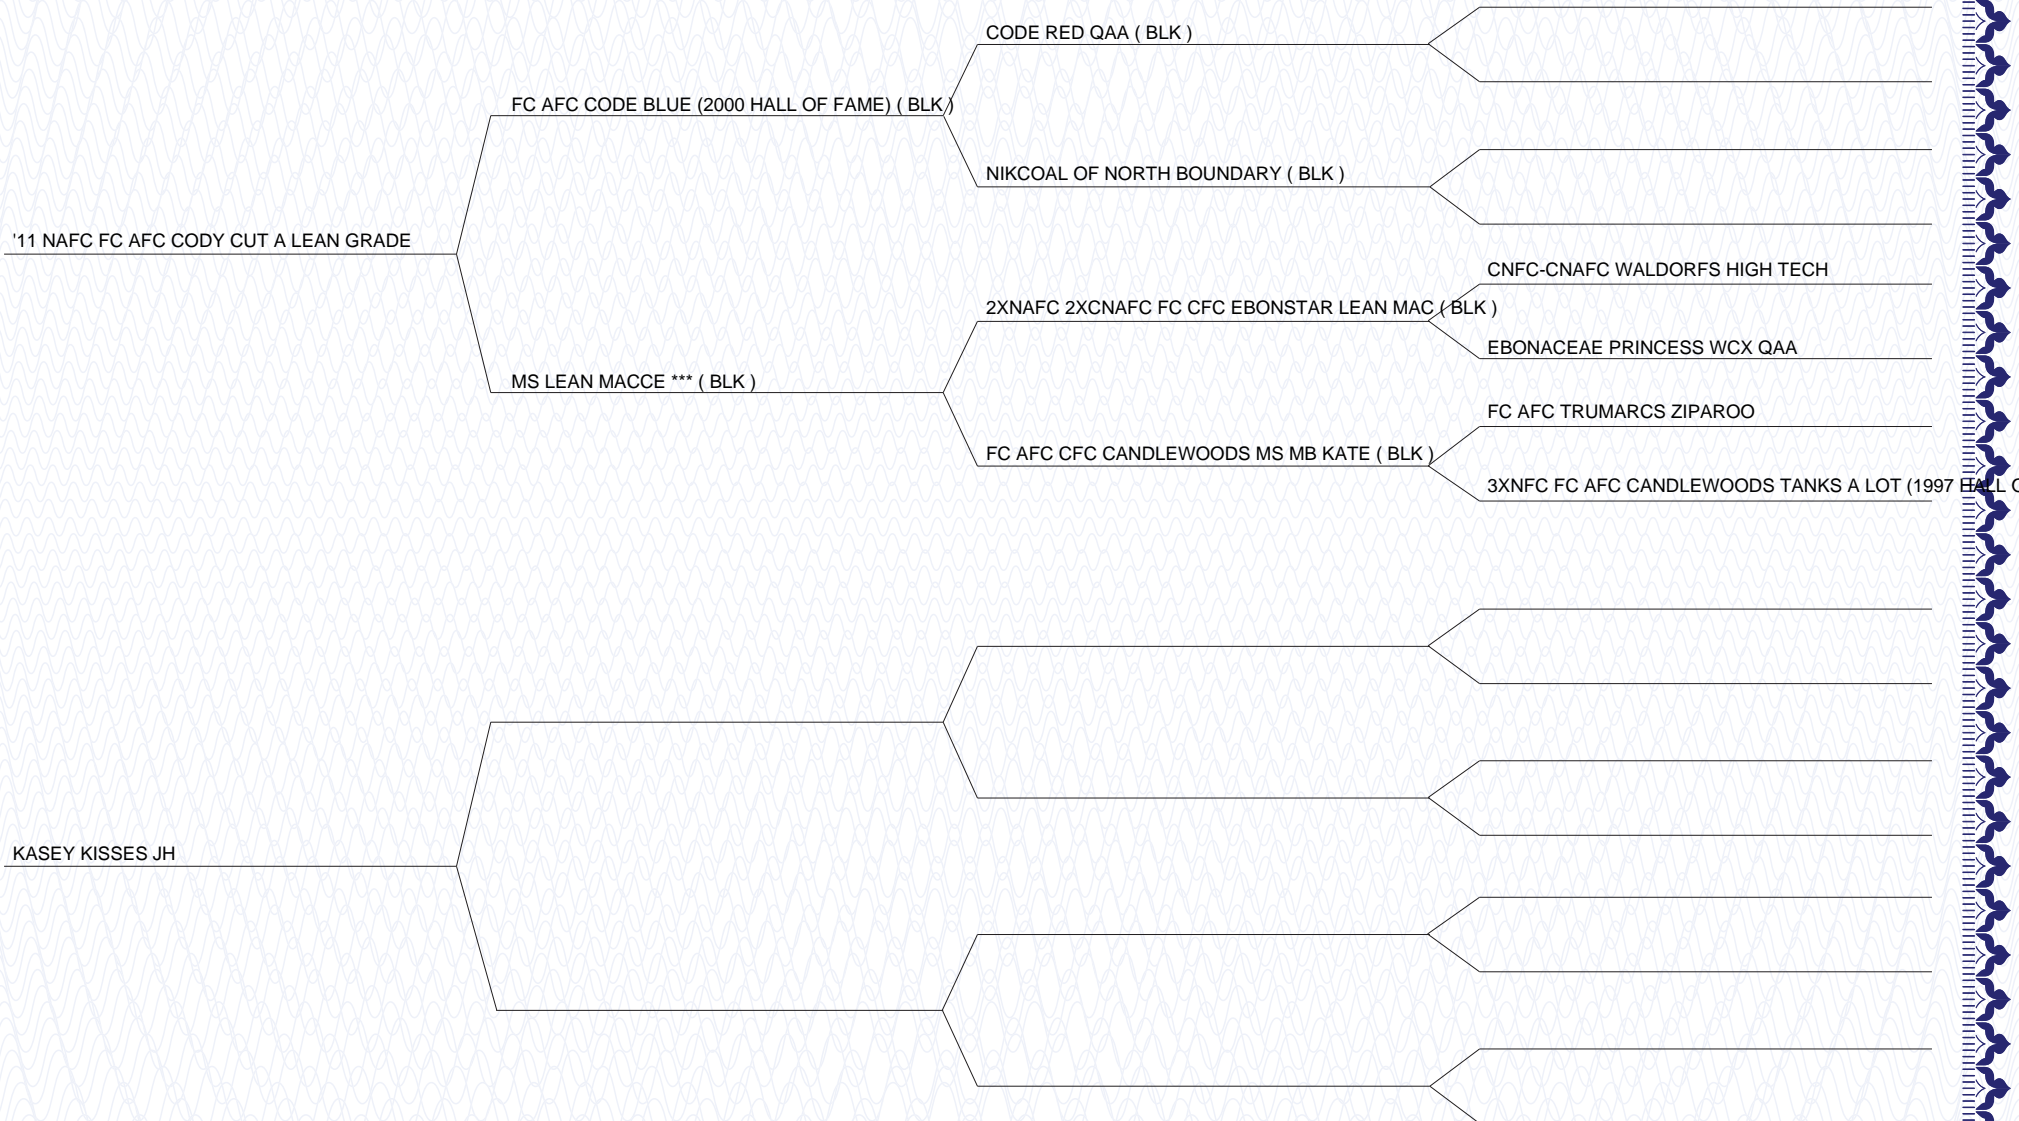 CODE RED QAA ( BLK )
FC AFC CODE BLUE (2000 HALL OF FAME) ( BLK )
NIKCOAL OF NORTH BOUNDARY ( BLK )
'11 NAFC FC AFC CODY CUT A LEAN GRADE
CNFC-CNAFC WALDORFS HIGH TECH
2XNAFC 2XCNAFC FC CFC EBONSTAR LEAN MAC ( BLK )
EBONACEAE PRINCESS WCX QAA
MS LEAN MACCE *** ( BLK )
FC AFC TRUMARCS ZIPAROO
FC AFC CFC CANDLEWOODS MS MB KATE ( BLK )
3XNFC FC AFC CANDLEWOODS TANKS A LOT (1997 HALL
KASEY KISSES JH